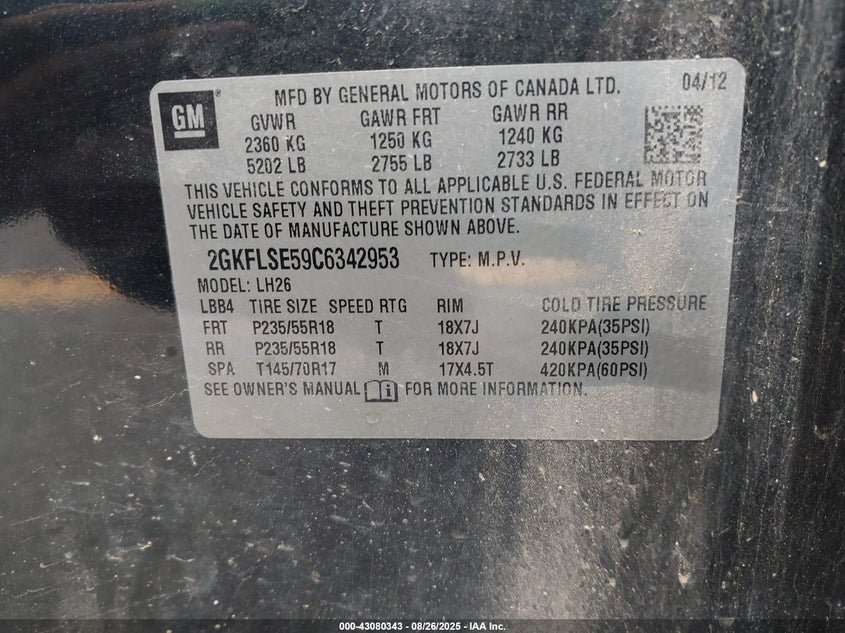 GM
MFD BY GENERAL MOTORS OF CANADA LTD. 04/12
GVWR GAWR FRT GAWR RR
2360 KG 1250 KG 1240 KG
5202 LB 2755 LB 2733 LB
THIS VEHICLE CONFORMS TO ALL APPLICABLE U.S. FEDERAL MOTOR
VEHICLE SAFETY AND THEFT PREVENTION STANDARDS IN EFFECT ON
THE DATE OF MANUFACTURE SHOWN ABOVE.
2GKFLSE59C6342953 TYPE: M.P.V.
MODEL: LH26
LBB4 TIRE SIZE SPEED RTG RIM COLD TIRE PRESSURE
FRT P235/55R18 T 18X7J 240KPA(35PSI)
RR P235/55R18 T 18X7J 240KPA(35PSI)
SPA T145/70R17 M 17X4.5T 420KPA(60PSI)
SEE OWNER'S MANUAL FOR MORE INFORMATION.
000-43080343 - 08/26/2025 - IAA Inc.